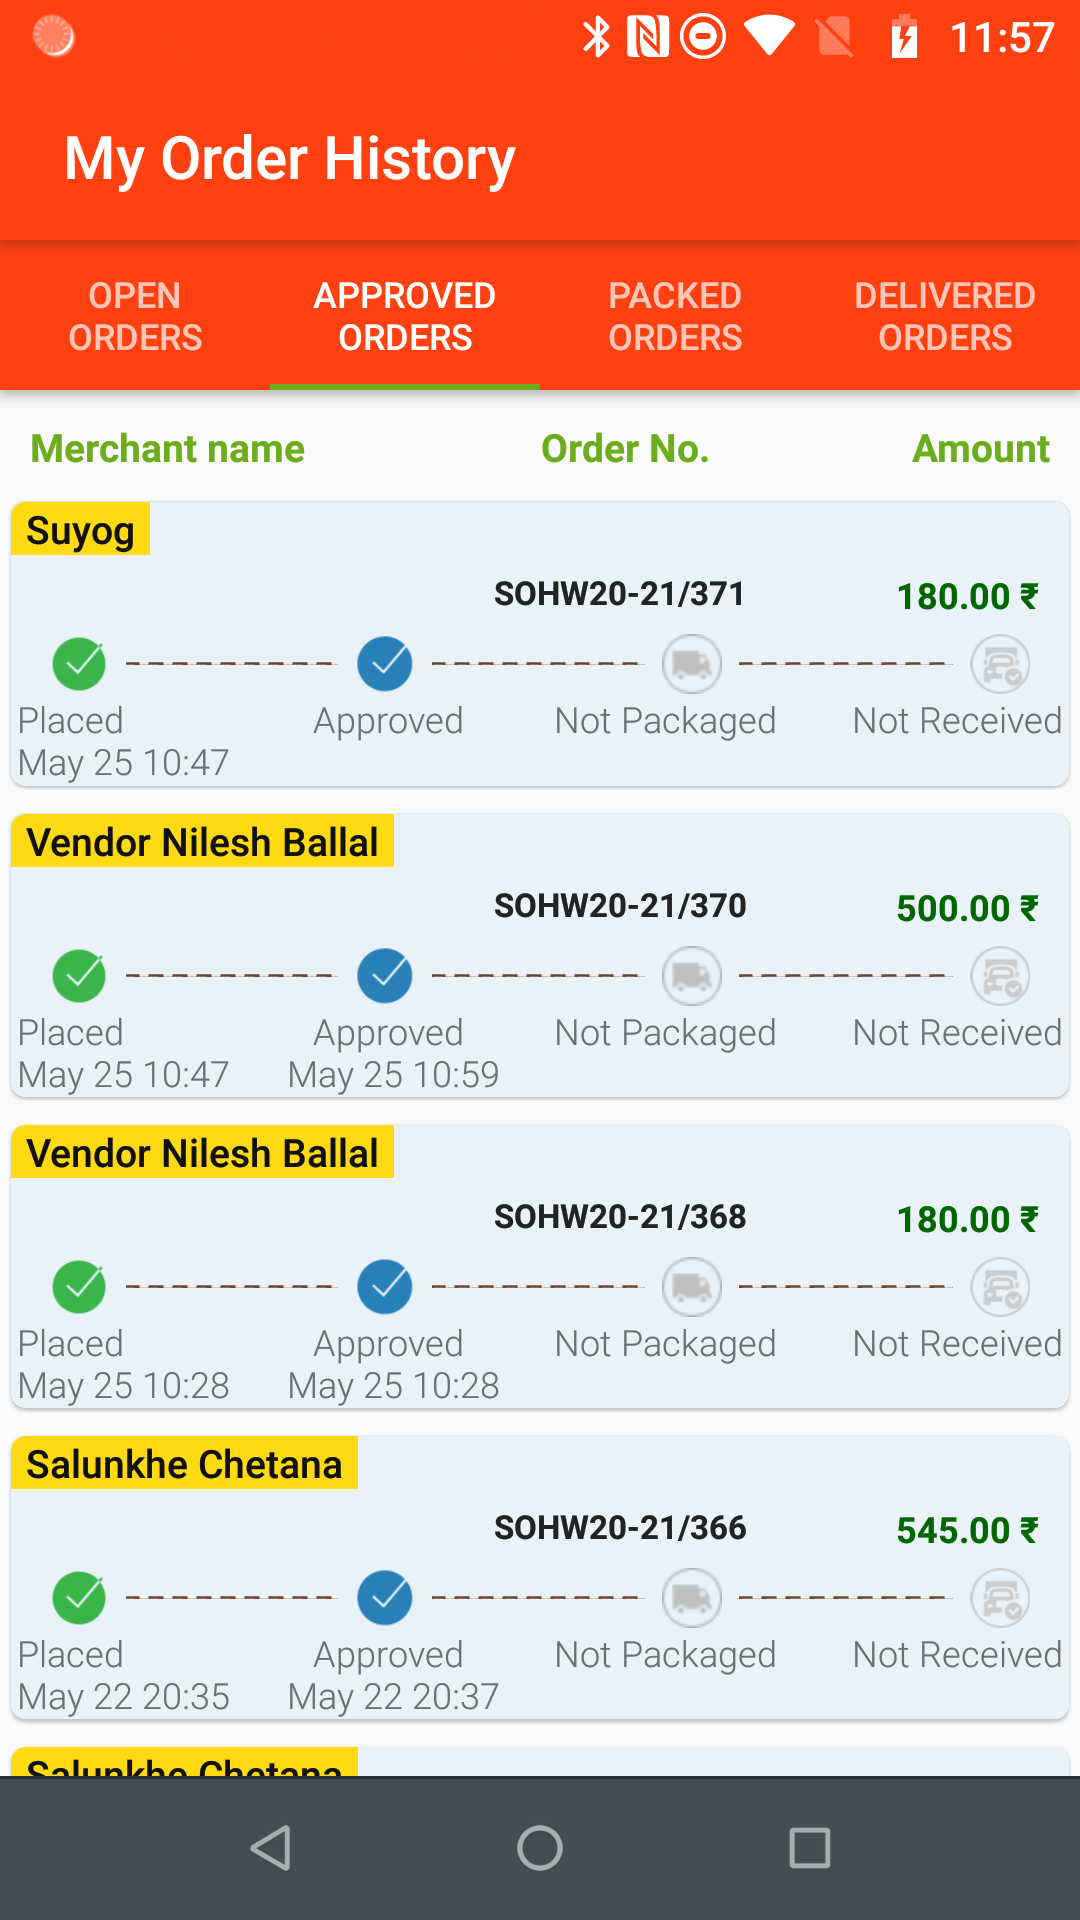 11:57
My Order History
OPEN ORDERS
APPROVED ORDERS
PACKED ORDERS
DELIVERED ORDERS
Merchant name Order No. Amount
Suyog
SOHW20-21/371 180.00 ₹
Placed Approved Not Packaged Not Received
May 25 10:47
Vendor Nilesh Ballal
SOHW20-21/370 500.00 ₹
Placed Approved Not Packaged Not Received
May 25 10:47 May 25 10:59
Vendor Nilesh Ballal
SOHW20-21/368 180.00 ₹
Placed Approved Not Packaged Not Received
May 25 10:28 May 25 10:28
Salunkhe Chetana
SOHW20-21/366 545.00 ₹
Placed Approved Not Packaged Not Received
May 22 20:35 May 22 20:37
Salunkhe Chetana